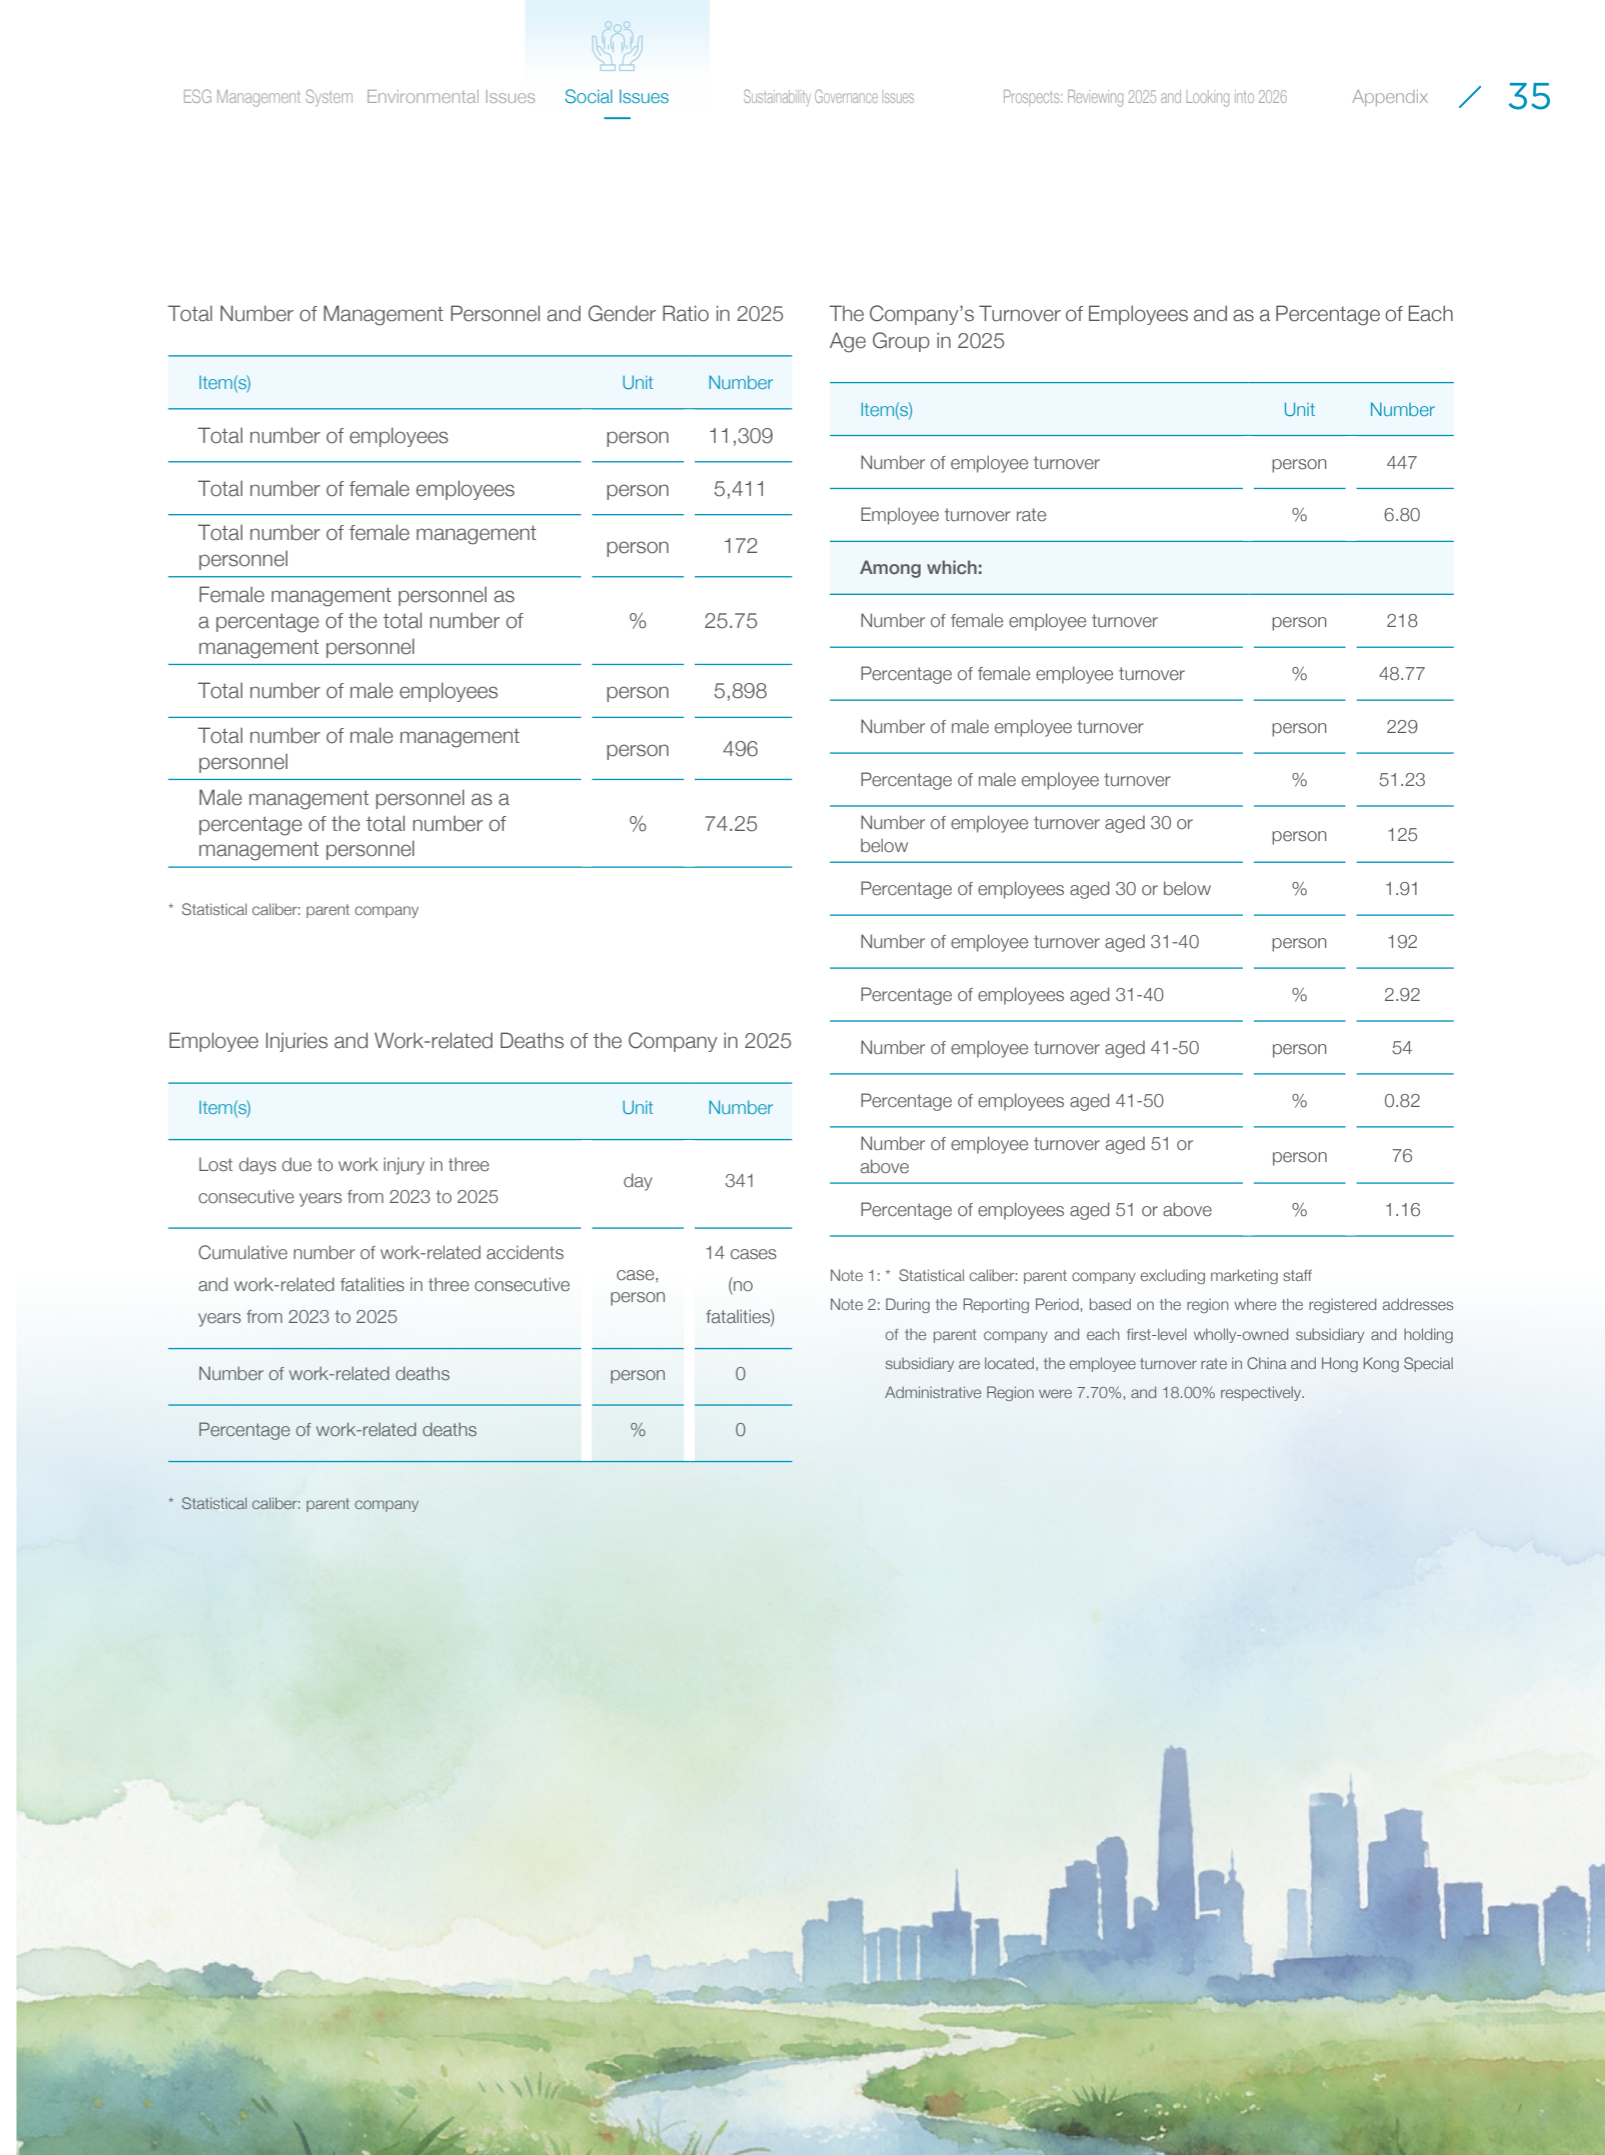 ESG Management System Environmental Issues Social Issues Sustainability Governance Issues Prospects: Reviewing 2025 and Looking into 2026 Appendix / 35
Total Number of Management Personnel and Gender Ratio in 2025
Item(s) Unit Number
Total number of employees person 11,309
Total number of female employees person 5,411
Total number of female management
personnel person 172
Female management personnel as
a percentage of the total number of % 25.75
management personnel
Total number of male employees person 5,898
Total number of male management
personnel person 496
Male management personnel as a
percentage of the total number of % 74.25
management personnel
* Statistical caliber: parent company
Employee Injuries and Work-related Deaths of the Company in 2025
Item(s) Unit Number
Lost days due to work injury in three
consecutive years from 2023 to 2025 day 341
Cumulative number of work-related accidents 14 cases
and work-related fatalities in three consecutive case, person (no
years from 2023 to 2025 fatalities)
Number of work-related deaths person 0
Percentage of work-related deaths % 0
* Statistical caliber: parent company
The Company's Turnover of Employees and as a Percentage of Each
Age Group in 2025
Item(s) Unit Number
Number of employee turnover person 447
Employee turnover rate % 6.80
Among which:
Number of female employee turnover person 218
Percentage of female employee turnover % 48.77
Number of male employee turnover person 229
Percentage of male employee turnover % 51.23
Number of employee turnover aged 30 or
below person 125
Percentage of employees aged 30 or below % 1.91
Number of employee turnover aged 31-40 person 192
Percentage of employees aged 31-40 % 2.92
Number of employee turnover aged 41-50 person 54
Percentage of employees aged 41-50 % 0.82
Number of employee turnover aged 51 or
above person 76
Percentage of employees aged 51 or above % 1.16
Note 1: * Statistical caliber: parent company excluding marketing staff
Note 2: During the Reporting Period, based on the region where the registered addresses
of the parent company and each first-level wholly-owned subsidiary and holding
subsidiary are located, the employee turnover rate in China and Hong Kong Special
Administrative Region were 7.70%, and 18.00% respectively.